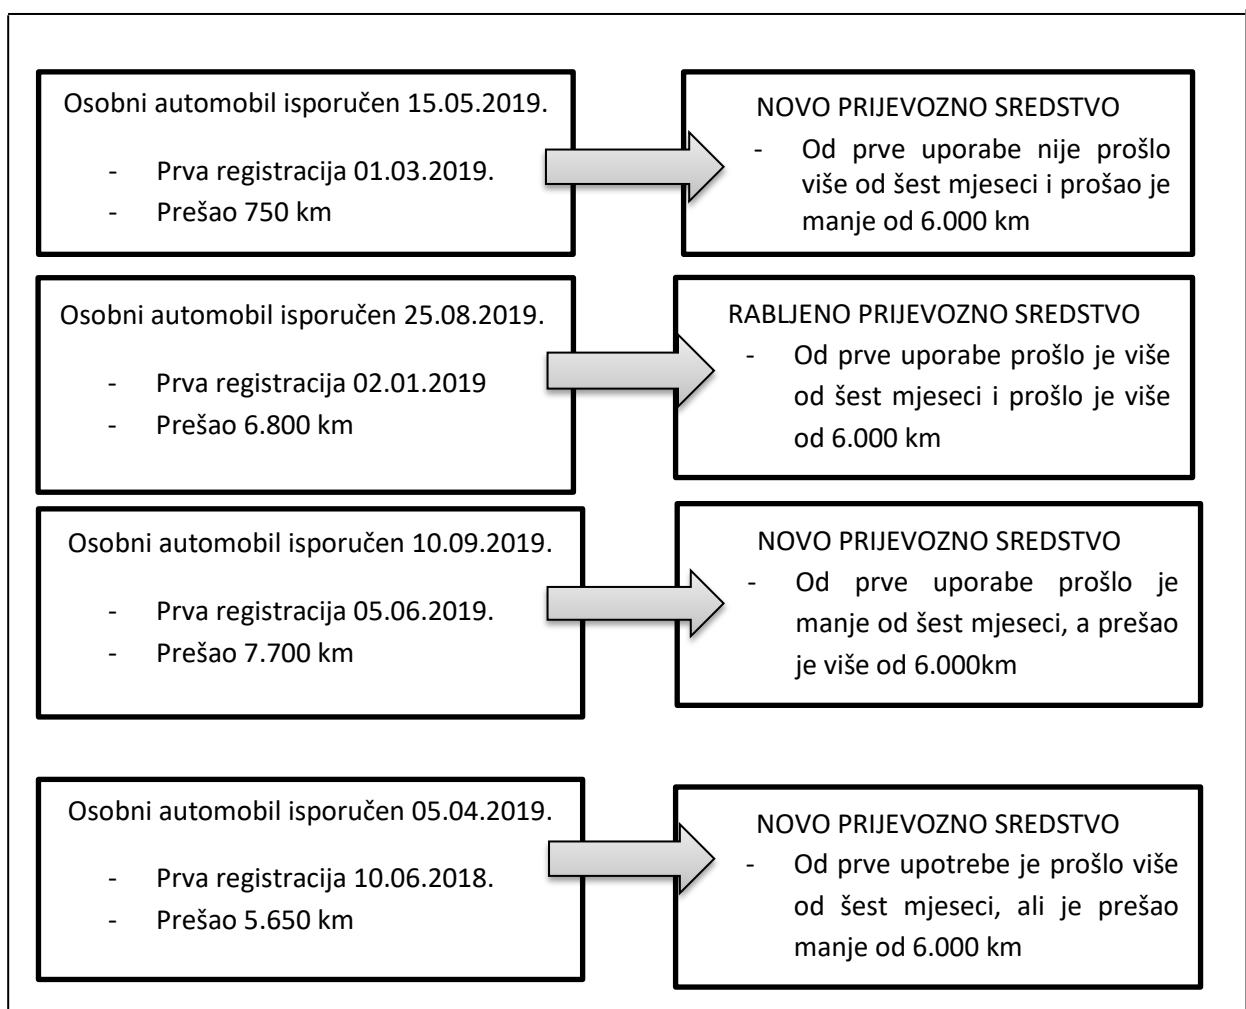 Osobni automobil isporučen 15.05.2019.
- Prva registracija 01.03.2019.
- Prešao 750 km
NOVO PRIJEVOZNO SREDSTVO
- Od prve uporabe nije prošlo
više od šest mjeseci i prošao je
manje od 6.000 km
Osobni automobil isporučen 25.08.2019.
- Prva registracija 02.01.2019
- Prešao 6.800 km
RABLJENO PRIJEVOZNO SREDSTVO
- Od prve uporabe prošlo je više
od šest mjeseci i prošlo je više
od 6.000 km
Osobni automobil isporučen 10.09.2019.
- Prva registracija 05.06.2019.
- Prešao 7.700 km
NOVO PRIJEVOZNO SREDSTVO
- Od prve uporabe prošlo je
manje od šest mjeseci, a prešao
je više od 6.000km
Osobni automobil isporučen 05.04.2019.
- Prva registracija 10.06.2018.
- Prešao 5.650 km
NOVO PRIJEVOZNO SREDSTVO
- Od prve upotrebe je prošlo više
od šest mjeseci, ali je prešao
manje od 6.000 km